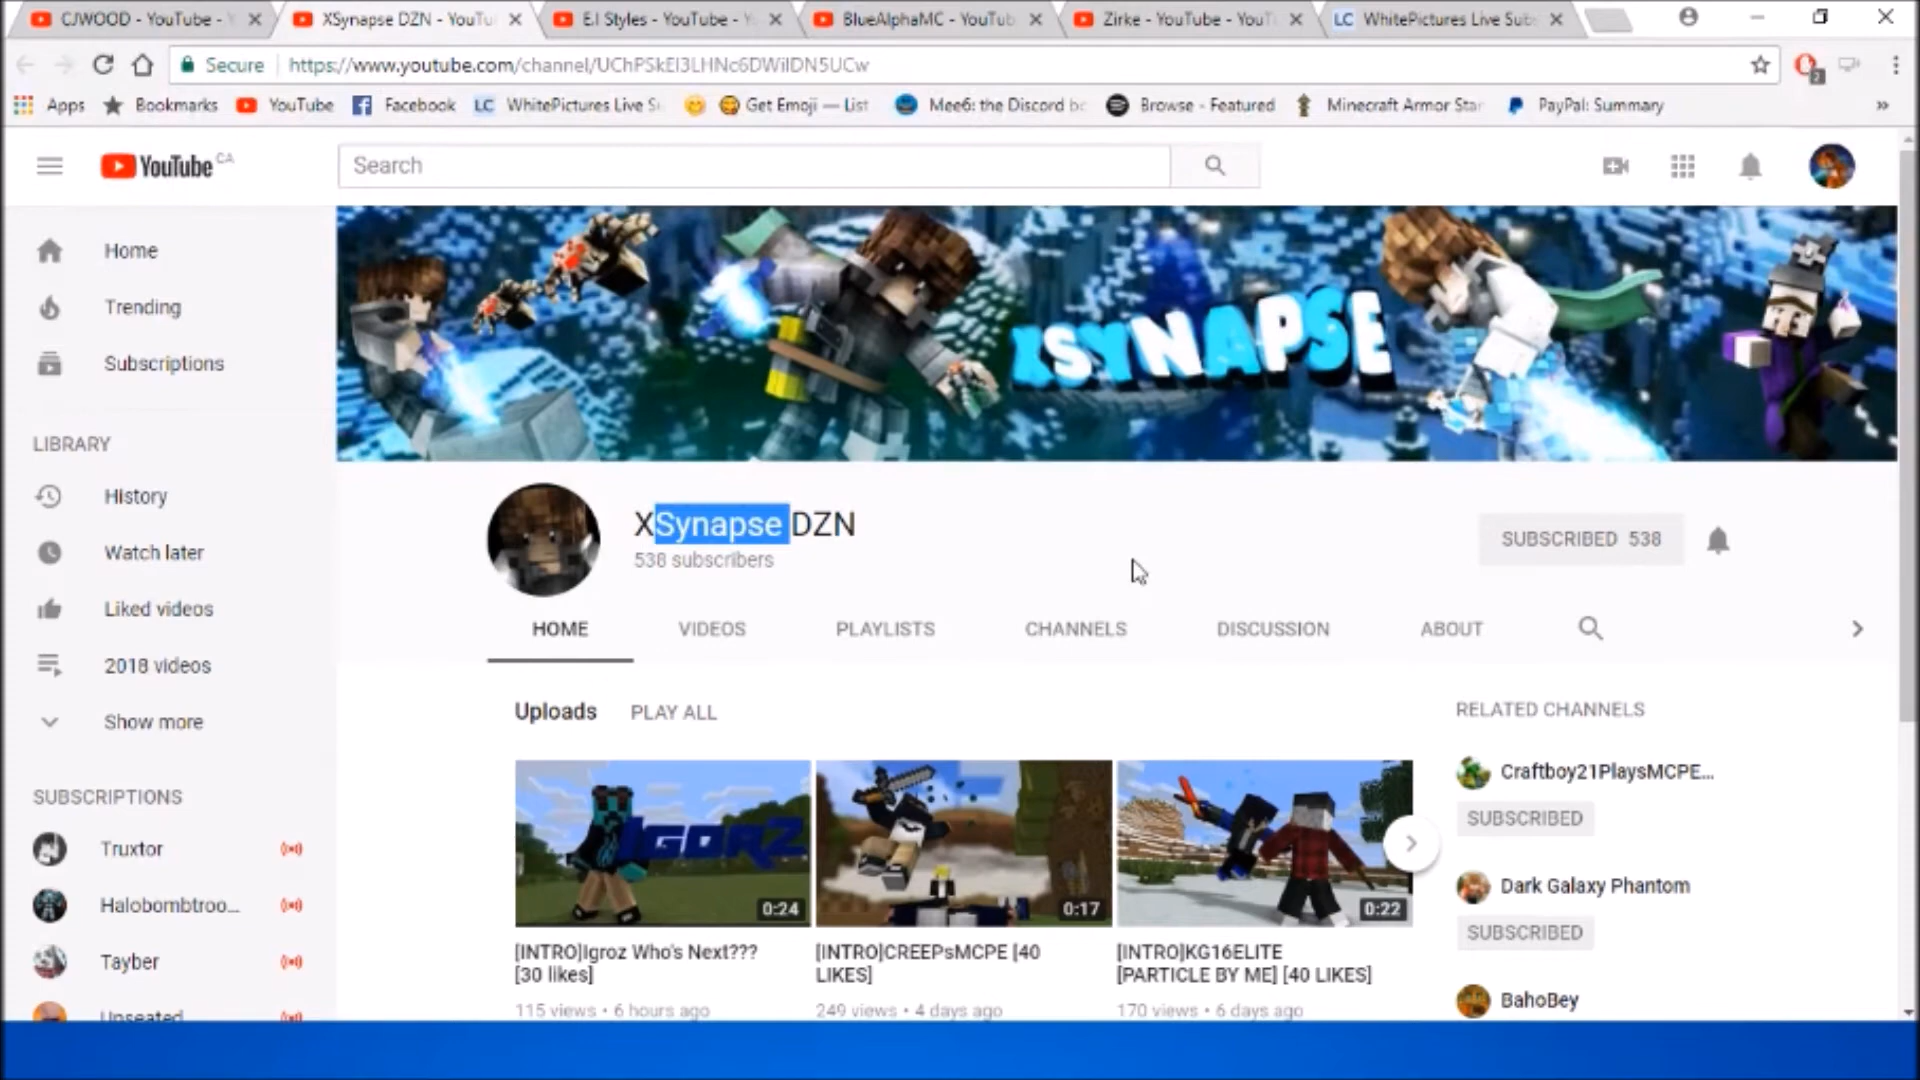 CJWOOD - YouTube - Y
XSynapse DZN - YouTu
E.I Styles - YouTube - Y
BlueAlphaMC - YouTub
Zirke - YouTube - YouT
LC WhitePictures Live Sub
Secure https://www.youtube.com/channel/
Apps Bookmarks YouTube Facebook LC WhitePictures Live S Get Emoji — List Mee6: the Discord bo Browse - Featured Minecraft Armor Star PayPal: Summary »
YouTube CA
Search
Home
Trending
Subscriptions
LIBRARY
History
Watch later
Liked videos
2018 videos
Show more
SUBSCRIPTIONS
Truxtor
Halobombtroo...
Tayber
Unseated
XSYNAPSE
XSynapse DZN
538 subscribers
SUBSCRIBED 538
HOME VIDEOS PLAYLISTS CHANNELS DISCUSSION ABOUT
Uploads PLAY ALL
IGORZ
0:24
0:17
0:22
[INTRO]Igroz Who's Next???
[30 likes]
115 views • 6 hours ago
[INTRO]CREEPsMCPE [40
LIKES]
249 views • 4 days ago
[INTRO]KG16ELITE
[PARTICLE BY ME] [40 LIKES]
170 views • 6 days ago
RELATED CHANNELS
Craftboy21PlaysMCPE...
SUBSCRIBED
Dark Galaxy Phantom
SUBSCRIBED
BahoBey